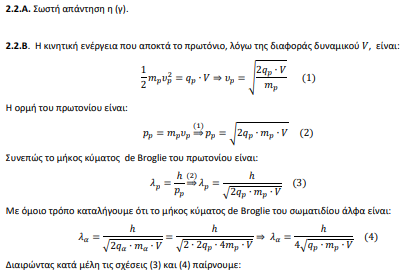 2.2.Α. Σωστή απάντηση η (γ).
2.2.Β. Η κινητική ενέργεια που αποκτά το πρωτόνιο, λόγω της διαφοράς δυναμικού 𝑉, είναι:
1/2 m_p υ_p^2 = q_p · V ⇒ υ_p = √(2q_p · V / m_p) (1)
Η ορμή του πρωτονίου είναι:
p_p = m_p υ_p (1)⇒ p_p = √(2q_p · m_p · V) (2)
Συνεπώς το μήκος κύματος de Broglie του πρωτονίου είναι:
λ_p = h / p_p (2)⇒ λ_p = h / √(2q_p · m_p · V) (3)
Με όμοιο τρόπο καταλήγουμε ότι το μήκος κύματος de Broglie του σωματιδίου άλφα είναι:
λ_α = h / √(2q_α · m_α · V) = h / √(2 · 2q_p · 4m_p · V) ⇒ λ_α = h / 4√(q_p · m_p · V) (4)
Διαιρώντας κατά μέλη τις σχέσεις (3) και (4) παίρνουμε: